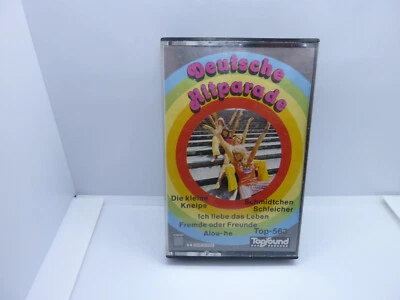 Deutsche
Hitparade
Die kleine
Kneipe
Schmidtchen
Schleicher
Ich liebe das Leben
Fremde oder Freunde
Aloa-he
Top-563
Topsound